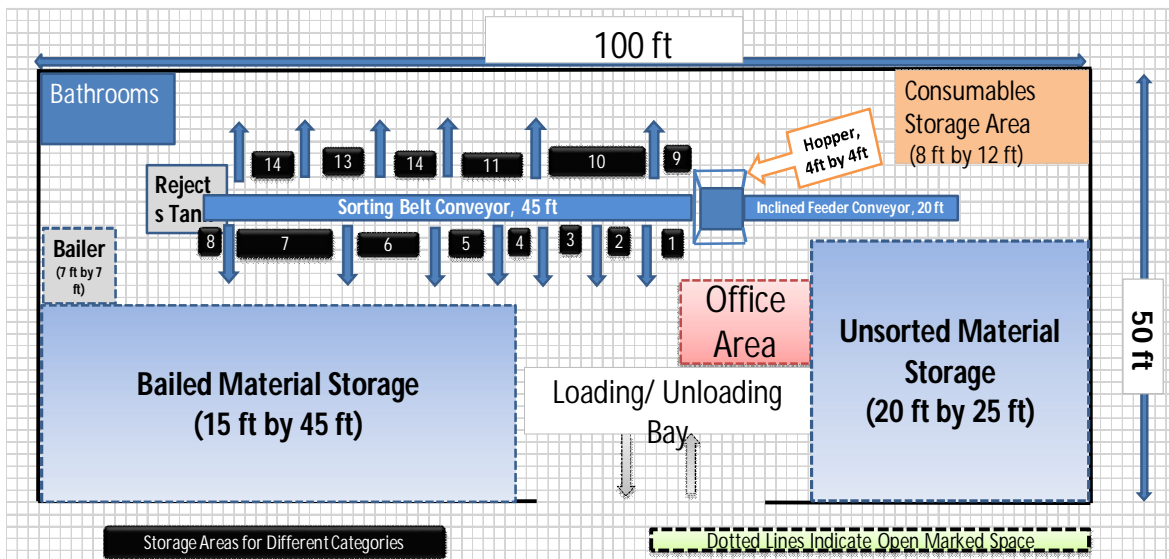 100 ft
Bathrooms
Consumables
Storage Area
(8 ft by 12 ft)
Hopper,
4ft by 4ft
14
13
14
11
10
9
Reject
s Tank
Sorting Belt Conveyor, 45 ft
Inclined Feeder Conveyor, 20 ft
8
7
6
5
4
3
2
1
Bailer
(7 ft by 7
ft)
Office
Area
50 ft
Bailed Material Storage
(15 ft by 45 ft)
Unsorted Material
Storage
(20 ft by 25 ft)
Loading/ Unloading
Bay
Storage Areas for Different Categories
Dotted Lines Indicate Open Marked Space